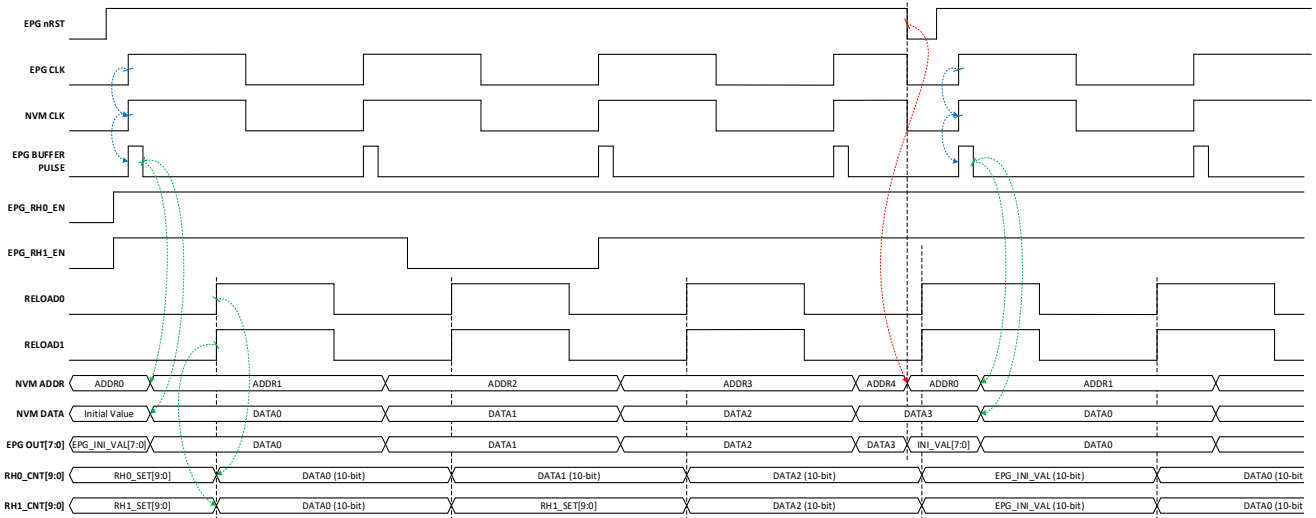 EPG nRST
EPG CLK
NVM CLK
EPG BUFFER
PULSE
EPG_RH0_EN
EPG_RH1_EN
RELOAD0
RELOAD1
NVM ADDR ADDR0 ADDR1 ADDR2 ADDR3 ADDR4 ADDR0 ADDR1
NVM DATA Initial Value DATA0 DATA1 DATA2 DATA3 DATA0
EPG OUT[7:0] EPG_INI_VAL[7:0] DATA0 DATA1 DATA2 DATA3 INI_VAL[7:0] DATA0
RH0_CNT[9:0] RH0_SET[9:0] DATA0 (10-bit) DATA1 (10-bit) DATA2 (10-bit) EPG_INI_VAL (10-bit) DATA0 (10-bit
RH1_CNT[9:0] RH1_SET[9:0] DATA0 (10-bit) RH1_SET[9:0] DATA2 (10-bit) EPG_INI_VAL (10-bit) DATA0 (10-bit